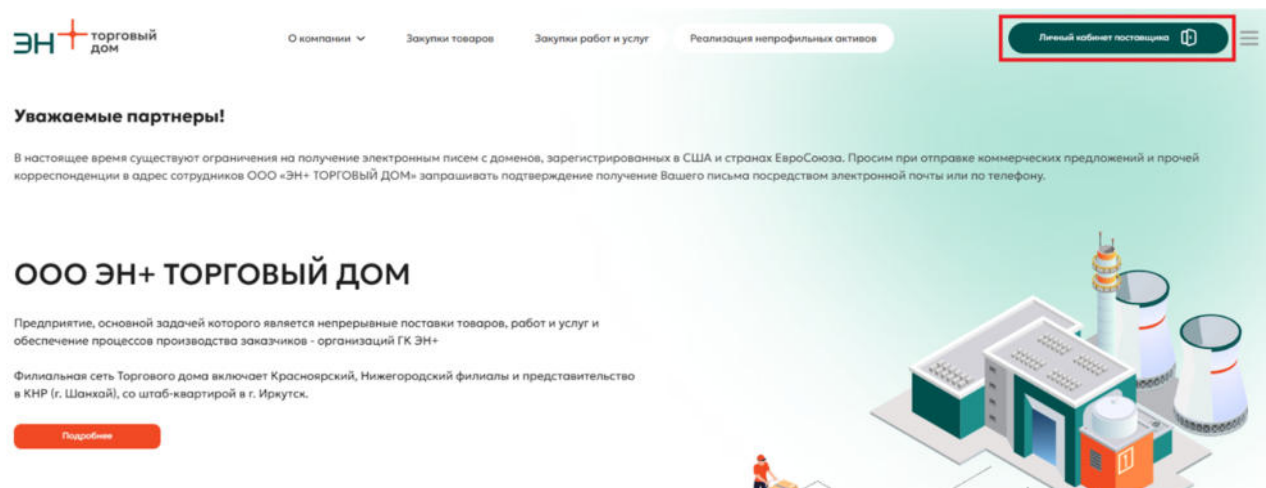 ЭН+ торговый дом
О компании
Закупки товаров
Закупки работ и услуг
Реализация непрофильных активов
Личный кабинет поставщика
Уважаемые партнеры!
В настоящее время существуют ограничения на получение электронным писем с доменов, зарегистрированных в США и странах ЕвроСоюза. Просим при отправке коммерческих предложений и прочей
корреспонденции в адрес сотрудников ООО «ЭН+ ТОРГОВЫЙ ДОМ» запрашивать подтверждение получение Вашего письма посредством электронной почты или по телефону.
ООО ЭН+ ТОРГОВЫЙ ДОМ
Предприятие, основной задачей которого является непрерывные поставки товаров, работ и услуг и
обеспечение процессов производства заказчиков - организаций ГК ЭН+
Филиальная сеть Торгового дома включает Красноярский, Нижегородский филиалы и представительство
в КНР (г. Шанхай), со штаб-квартирой в г. Иркутск.
Подробнее
1